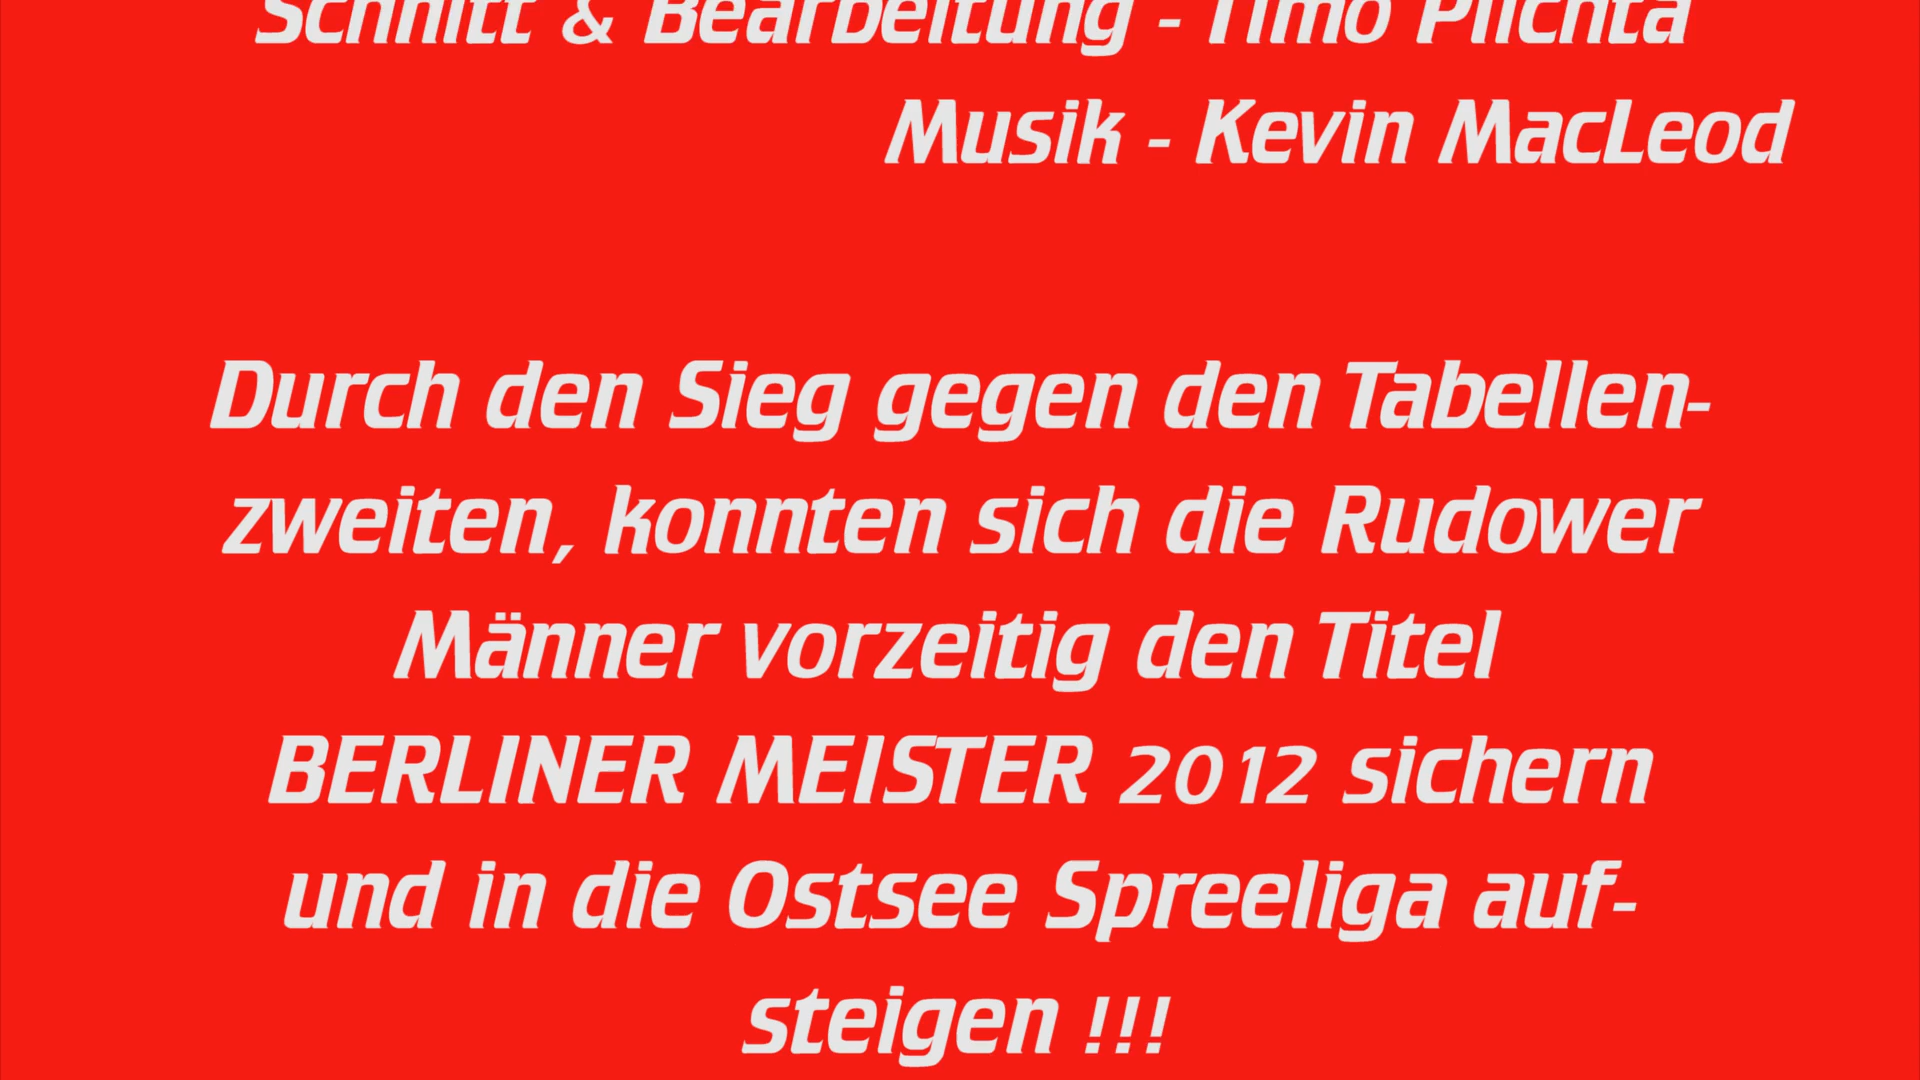 Schnitt & Bearbeitung - Timo Plichta
Musik - Kevin MacLeod
Durch den Sieg gegen den Tabellen-
zweiten, konnten sich die Rudower
Männer vorzeitig den Titel
BERLINER MEISTER 2012 sichern
und in die Ostsee Spreeliga auf-
steigen !!!